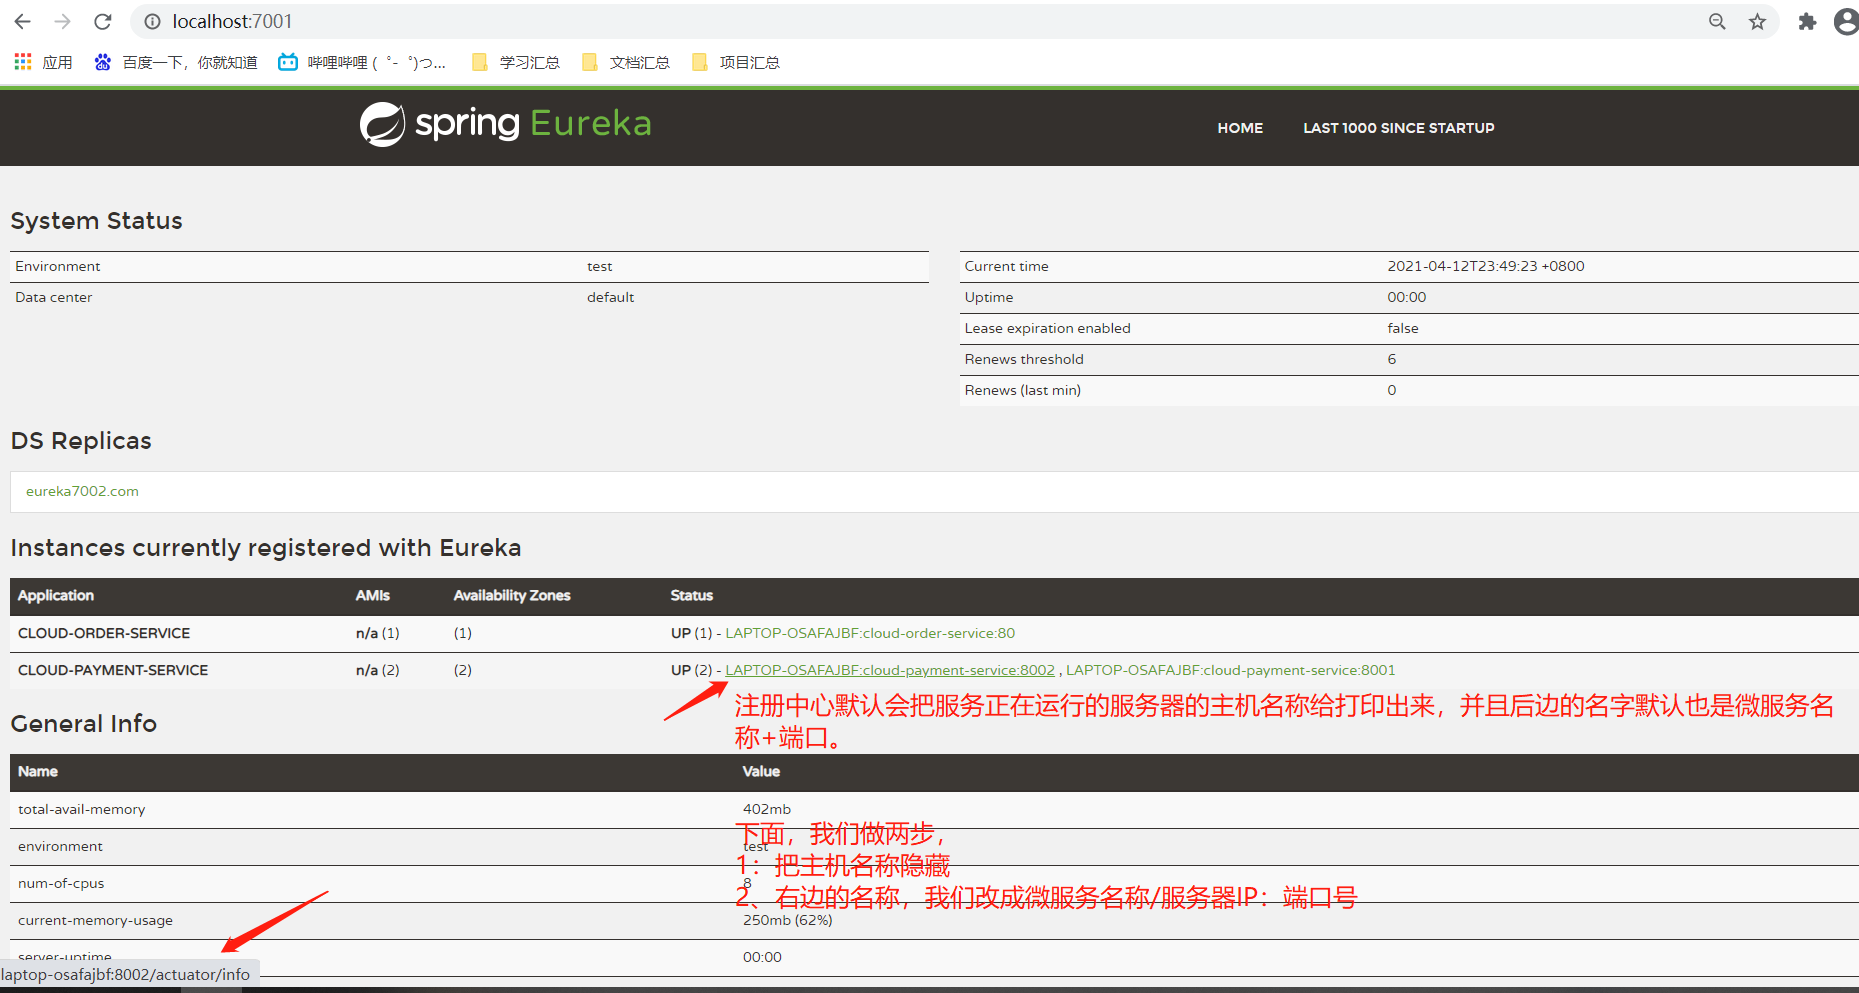 localhost:7001
应用
百度一下，你就知道
哔哩哔哩 (゜-゜)つ...
学习汇总
文档汇总
项目汇总
spring Eureka
HOME
LAST 1000 SINCE STARTUP
System Status
Environment test
Data center default
Current time 2021-04-12T23:49:23 +0800
Uptime 00:00
Lease expiration enabled false
Renews threshold 6
Renews (last min) 0
DS Replicas
eureka7002.com
Instances currently registered with Eureka
Application AMIs Availability Zones Status
CLOUD-ORDER-SERVICE n/a (1) (1) UP (1) - LAPTOP-OSAFAJBF:cloud-order-service:80
CLOUD-PAYMENT-SERVICE n/a (2) (2) UP (2) - LAPTOP-OSAFAJBF:cloud-payment-service:8002 , LAPTOP-OSAFAJBF:cloud-payment-service:8001
注册中心默认会把服务正在运行的服务器的主机名称给打印出来，并且后边的名字默认也是微服务名
称+端口。
General Info
Name Value
total-avail-memory 402mb
下面，我们做两步，
environment test
1：把主机名称隐藏
num-of-cpus 8
2、右边的名称，我们改成微服务名称/服务器IP：端口号
current-memory-usage 250mb (62%)
server-uptime 00:00
laptop-osafajbf:8002/actuator/info